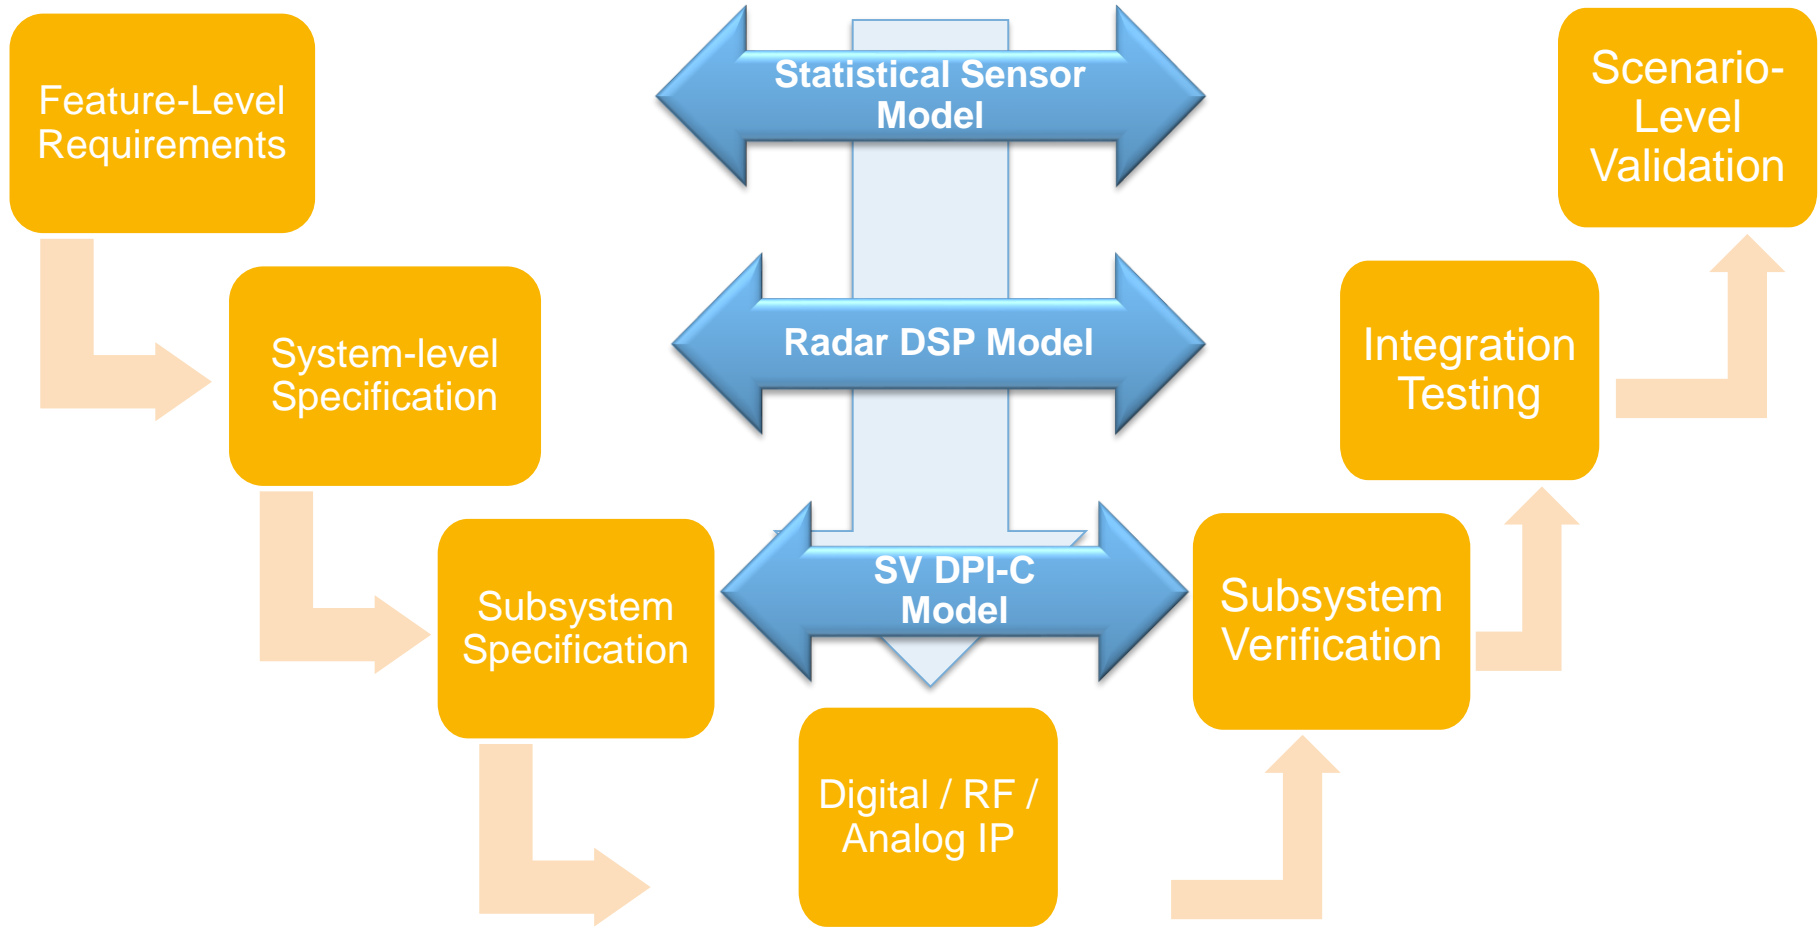 Feature-Level
Requirements
Statistical Sensor
Model
Scenario-
Level
Validation
System-level
Specification
Radar DSP Model
Integration
Testing
Subsystem
Specification
SV DPI-C
Model
Subsystem
Verification
Digital / RF /
Analog IP